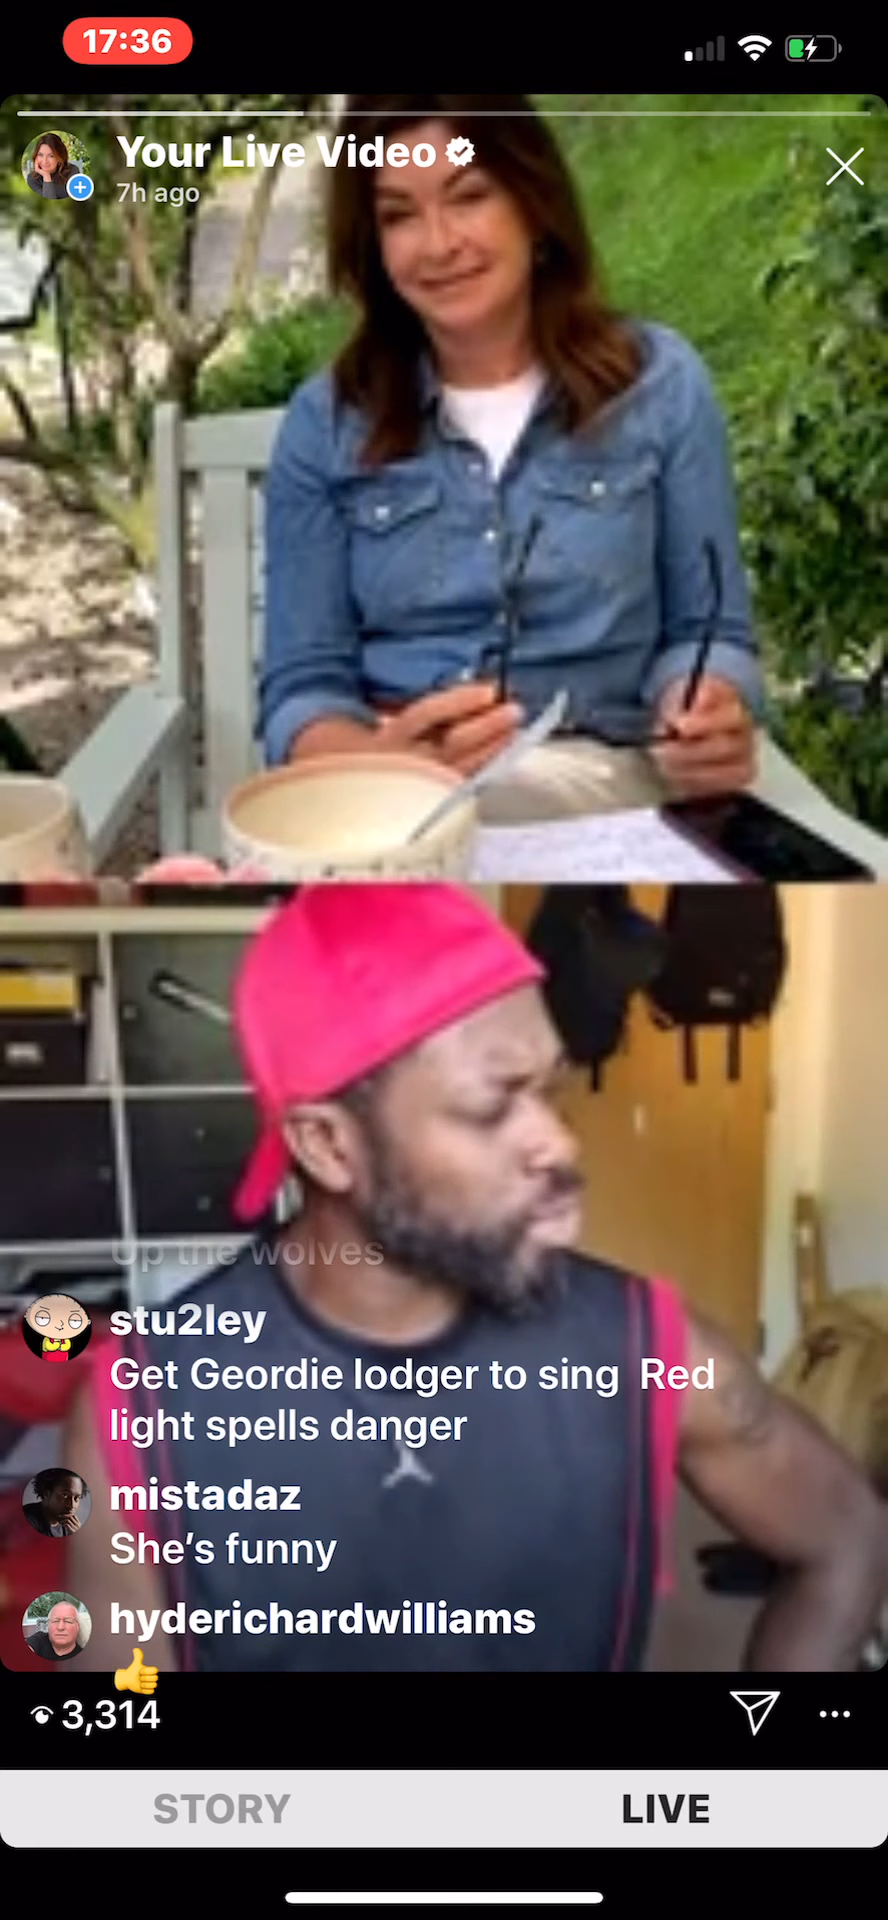 17:36
Your Live Video
7h ago
Up the wolves
stu2ley
Get Geordie lodger to sing Red
light spells danger
mistadaz
She's funny
hyderichardwilliams
👍
3,314
STORY
LIVE